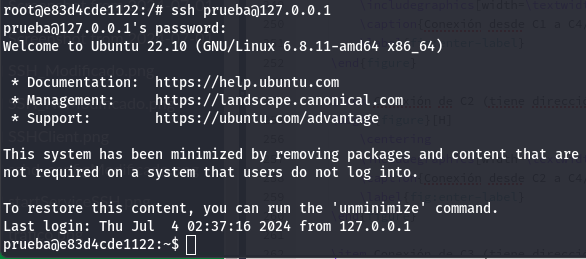 root@e83d4cde1122:/# ssh prueba@127.0.0.1
prueba@127.0.0.1's password:
Welcome to Ubuntu 22.10 (GNU/Linux 6.8.11-amd64 x86_64)
 * Documentation:  https://help.ubuntu.com
 * Management:     https://landscape.canonical.com
 * Support:        https://ubuntu.com/advantage
This system has been minimized by removing packages and content that are
not required on a system that users do not log into.
To restore this content, you can run the 'unminimize' command.
Last login: Thu Jul  4 02:37:16 2024 from 127.0.0.1
prueba@e83d4cde1122:~$